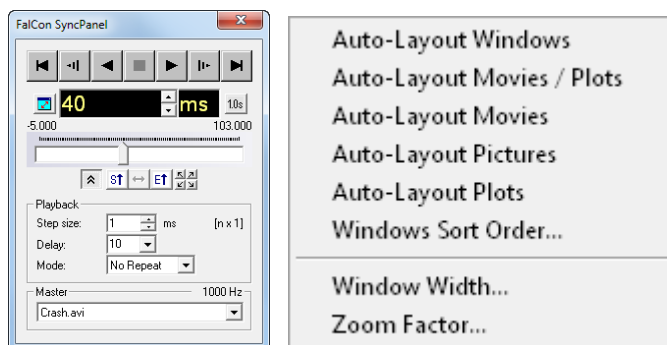 FalCon SyncPanel
40 ms 1.0s
-5.000 103.000
S E
Playback
Step size: 1 ms [n x 1]
Delay: 10
Mode: No Repeat
Master 1000 Hz
Crash.avi
Auto-Layout Windows
Auto-Layout Movies / Plots
Auto-Layout Movies
Auto-Layout Pictures
Auto-Layout Plots
Windows Sort Order...
Window Width...
Zoom Factor...